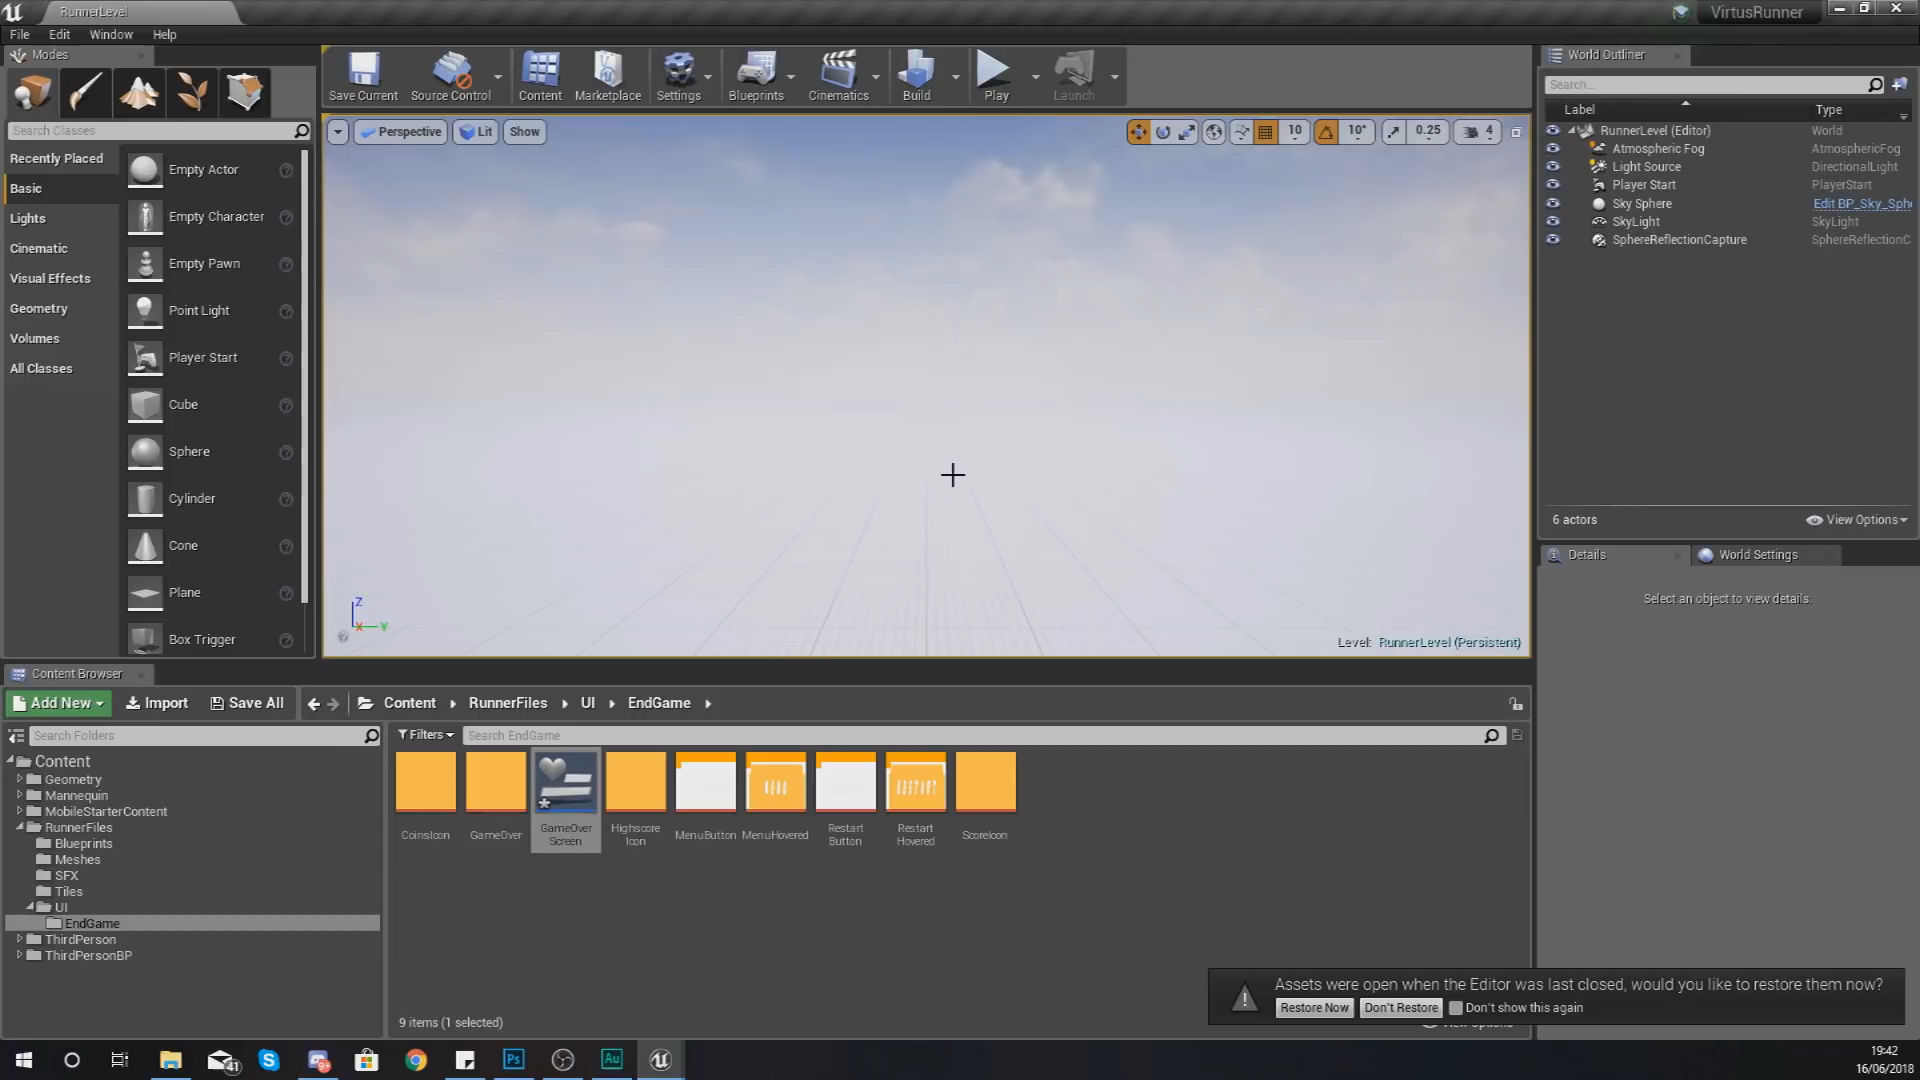 RunnerLevel
VirtusRunner
File Edit Window Help
Modes
Search Classes
Recently Placed
Basic
Lights
Cinematic
Visual Effects
Geometry
Volumes
All Classes
Empty Actor
Empty Character
Empty Pawn
Point Light
Player Start
Cube
Sphere
Cylinder
Cone
Plane
Box Trigger
Save Current Source Control Content Marketplace Settings Blueprints Cinematics Build Play Launch
Perspective Lit Show
10 10° 0.25 4
Z
X Y
Level: RunnerLevel (Persistent)
World Outliner
Search...
Label Type
RunnerLevel (Editor) World
Atmospheric Fog AtmosphericFog
Light Source DirectionalLight
Player Start PlayerStart
Sky Sphere Edit BP_Sky_Sph
SkyLight SkyLight
SphereReflectionCapture SphereReflectionC
6 actors View Options
Details World Settings
Select an object to view details.
Content Browser
Add New Import Save All Content RunnerFiles UI EndGame
Search Folders
Filters Search EndGame
Content
Geometry
Mannequin
MobileStarterContent
RunnerFiles
Blueprints
Meshes
SFX
Tiles
UI
EndGame
ThirdPerson
ThirdPersonBP
MENU
RESTART
CoinsIcon
GameOver
GameOver
Screen
Highscore
Icon
MenuButton
MenuHovered
Restart
Button
Restart
Hovered
ScoreIcon
9 items (1 selected)
Assets were open when the Editor was last closed, would you like to restore them now?
Restore Now Don't Restore Don't show this again
41
9+
Ps
Au
19:42
16/06/2018